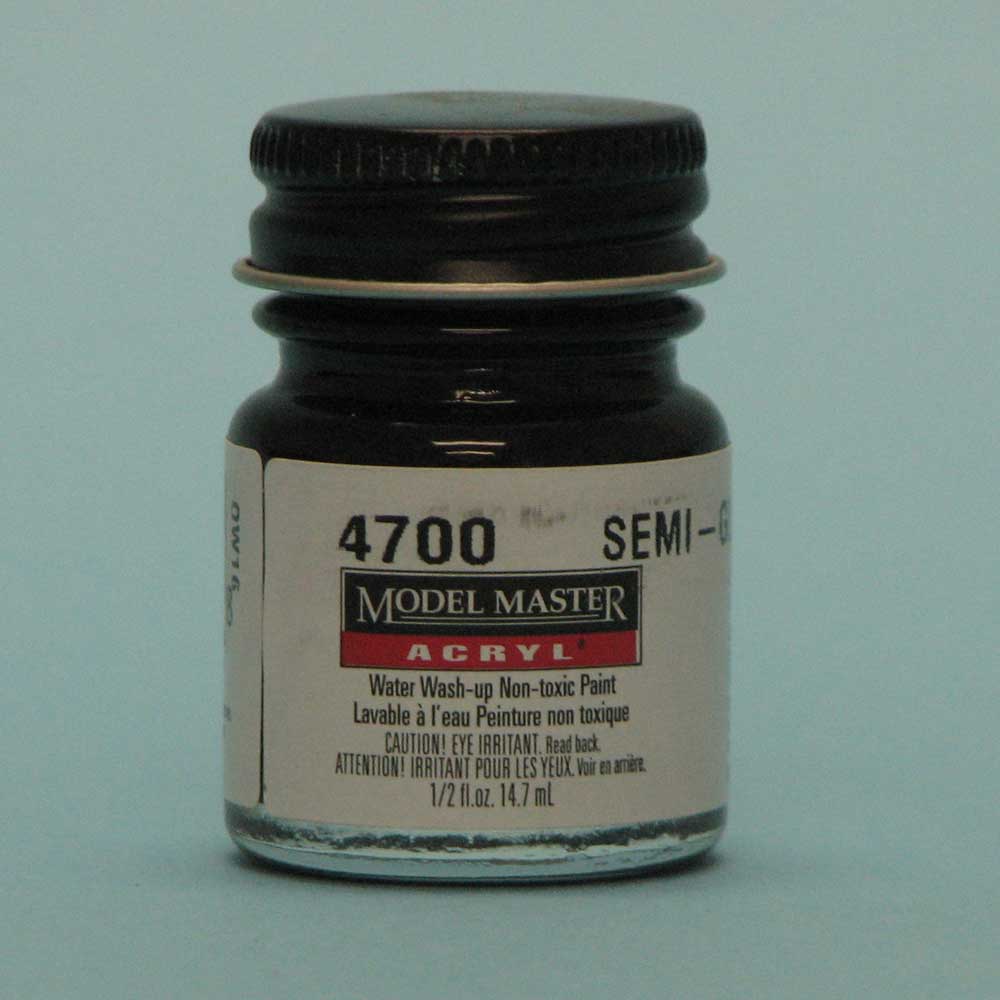 4700 SEMI-G
MODEL MASTER
ACRYL
Water Wash-up Non-toxic Paint
Lavable à l'eau Peinture non toxique
CAUTION! EYE IRRITANT. Read back.
ATTENTION! IRRITANT POUR LES YEUX. Voir en arrière.
1/2 fl.oz. 14.7 mL